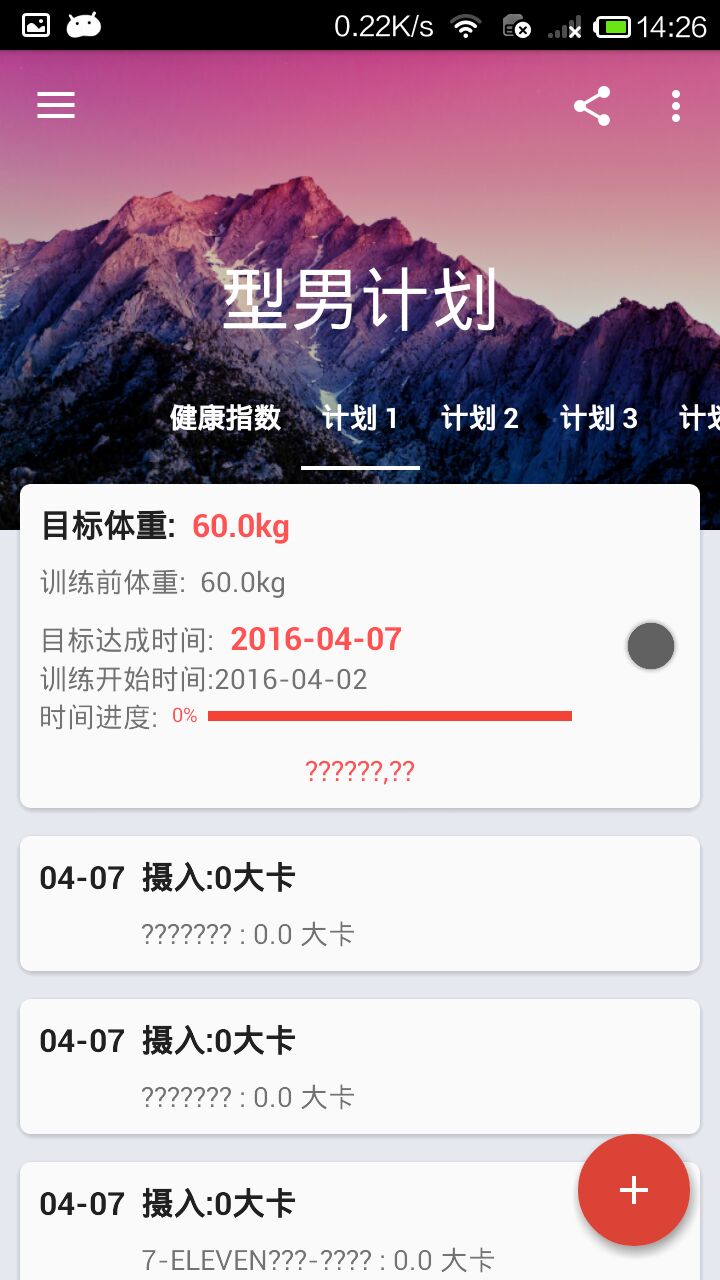 0.22K/s 14:26
型男计划
健康指数 计划 1 计划 2 计划 3 计划
目标体重: 60.0kg
训练前体重: 60.0kg
目标达成时间: 2016-04-07
训练开始时间:2016-04-02
时间进度: 0%
??????,??
04-07 摄入:0大卡
??????? : 0.0 大卡
04-07 摄入:0大卡
??????? : 0.0 大卡
04-07 摄入:0大卡
7-ELEVEN???-???? : 0.0 大卡